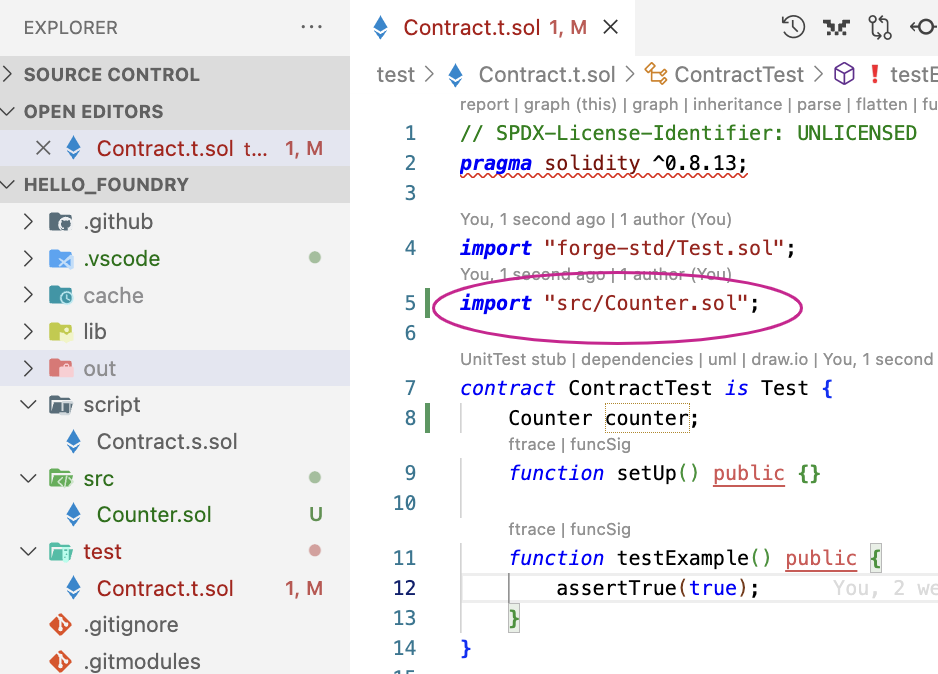 EXPLORER ···
SOURCE CONTROL
OPEN EDITORS
Contract.t.sol t... 1, M
HELLO_FOUNDRY
.github
.vscode
cache
lib
out
script
Contract.s.sol
src
Counter.sol U
test
Contract.t.sol 1, M
.gitignore
.gitmodules
Contract.t.sol 1, M
test > Contract.t.sol > ContractTest > testE
report | graph (this) | graph | inheritance | parse | flatten | fu
1 // SPDX-License-Identifier: UNLICENSED
2 pragma solidity ^0.8.13;
3
You, 1 second ago | 1 author (You)
4 import "forge-std/Test.sol";
You, 1 second ago | 1 author (You)
5 import "src/Counter.sol";
6
UnitTest stub | dependencies | uml | draw.io | You, 1 second
7 contract ContractTest is Test {
8 Counter counter;
ftrace | funcSig
9 function setUp() public {}
10
ftrace | funcSig
11 function testExample() public {
12 assertTrue(true); You, 2 we
13 }
14 }
15